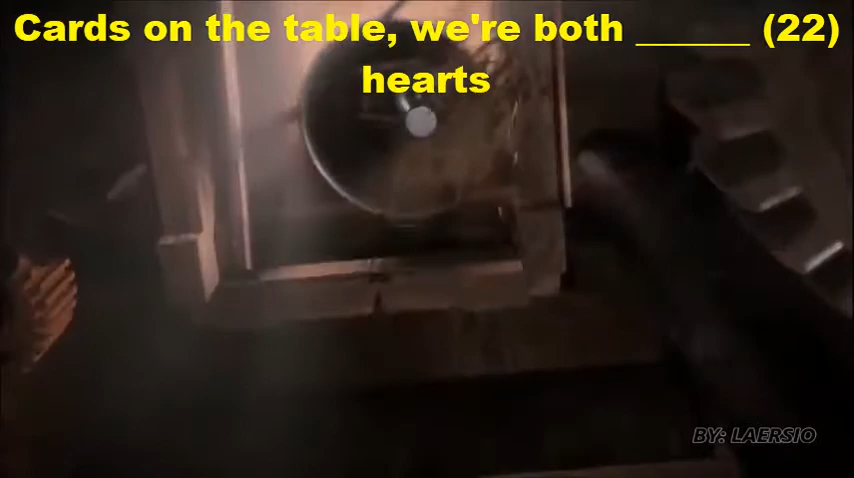 Cards on the table, we're both ______ (22)
hearts
BY: LAERSIO